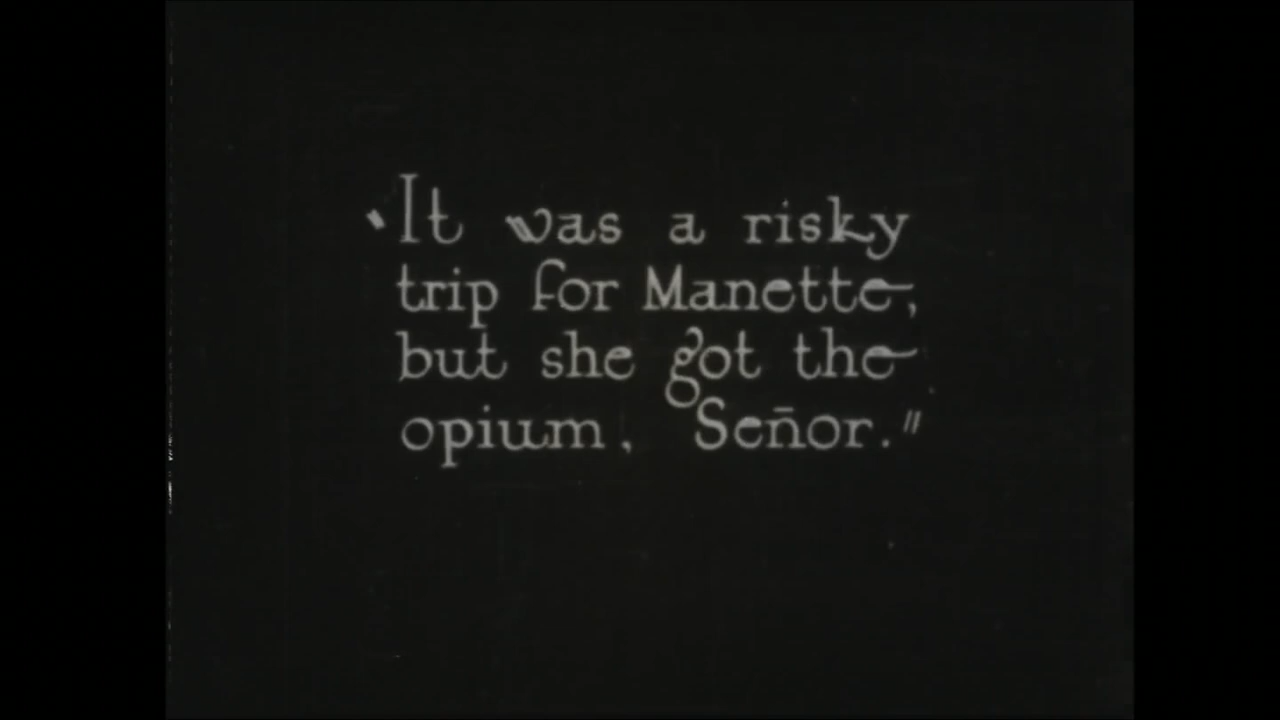 "It was a risky
trip for Manette,
but she got the
opium, Señor."